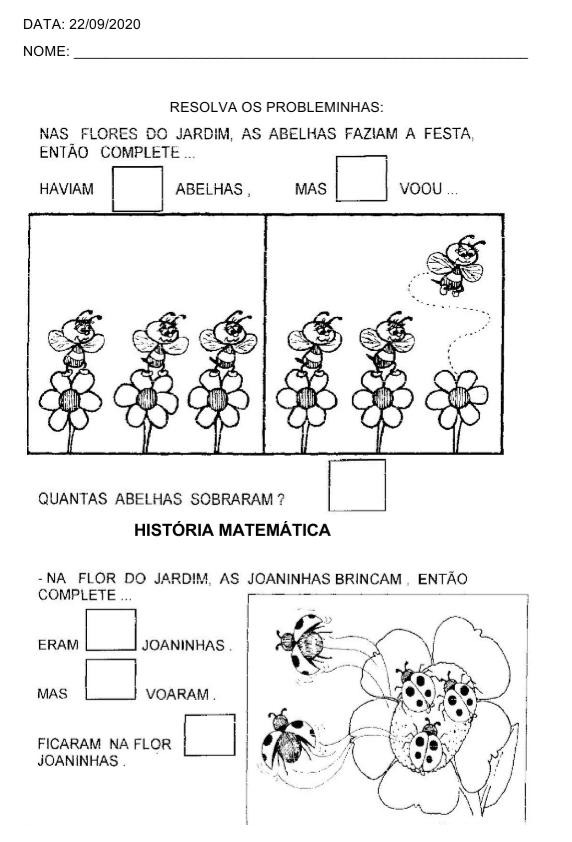 DATA: 22/09/2020
NOME: ____________________________________________________________
RESOLVA OS PROBLEMINHAS:
NAS FLORES DO JARDIM, AS ABELHAS FAZIAM A FESTA,
ENTÃO COMPLETE ...
HAVIAM ABELHAS , MAS VOOU ...
QUANTAS ABELHAS SOBRARAM ?
HISTÓRIA MATEMÁTICA
- NA FLOR DO JARDIM, AS JOANINHAS BRINCAM , ENTÃO
COMPLETE ...
ERAM JOANINHAS .
MAS VOARAM .
FICARAM NA FLOR
JOANINHAS .